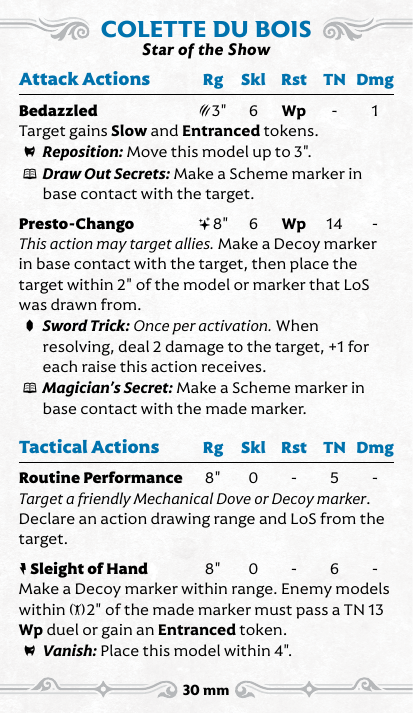 COLETTE DU BOIS
Star of the Show
Attack Actions Rg Skl Rst TN Dmg
Bedazzled 3" 6 Wp - 1
Target gains Slow and Entranced tokens.
Reposition: Move this model up to 3".
Draw Out Secrets: Make a Scheme marker in
base contact with the target.
Presto-Chango 8" 6 Wp 14 -
This action may target allies. Make a Decoy marker
in base contact with the target, then place the
target within 2" of the model or marker that LoS
was drawn from.
Sword Trick: Once per activation. When
resolving, deal 2 damage to the target, +1 for
each raise this action receives.
Magician's Secret: Make a Scheme marker in
base contact with the made marker.
Tactical Actions Rg Skl Rst TN Dmg
Routine Performance 8" 0 - 5 -
Target a friendly Mechanical Dove or Decoy marker.
Declare an action drawing range and LoS from the
target.
Sleight of Hand 8" 0 - 6 -
Make a Decoy marker within range. Enemy models
within 2" of the made marker must pass a TN 13
Wp duel or gain an Entranced token.
Vanish: Place this model within 4".
30 mm